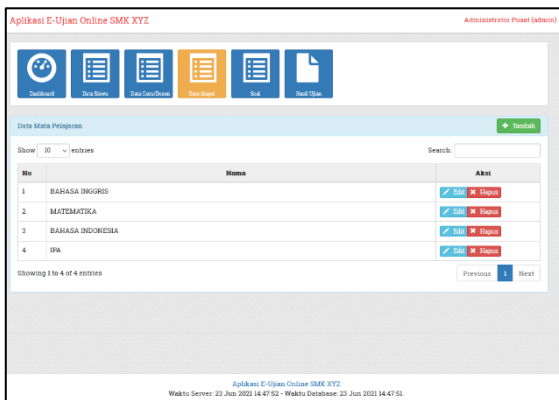 Aplikasi E-Ujian Online SMK XYZ Administrator Pusat (admin)
Dashboard Data Siswa Data Guru/Dosen Data Mapel Soal Hasil Ujian
Data Mata Pelajaran Tambah
Show 10 entries Search:
No Nama Aksi
1 BAHASA INGGRIS Edit Hapus
2 MATEMATIKA Edit Hapus
3 BAHASA INDONESIA Edit Hapus
4 IPA Edit Hapus
Showing 1 to 4 of 4 entries Previous 1 Next
Aplikasi E-Ujian Online SMK XYZ
Waktu Server: 23 Jun 2021 14:47:52 - Waktu Database: 23 Jun 2021 14:47:51